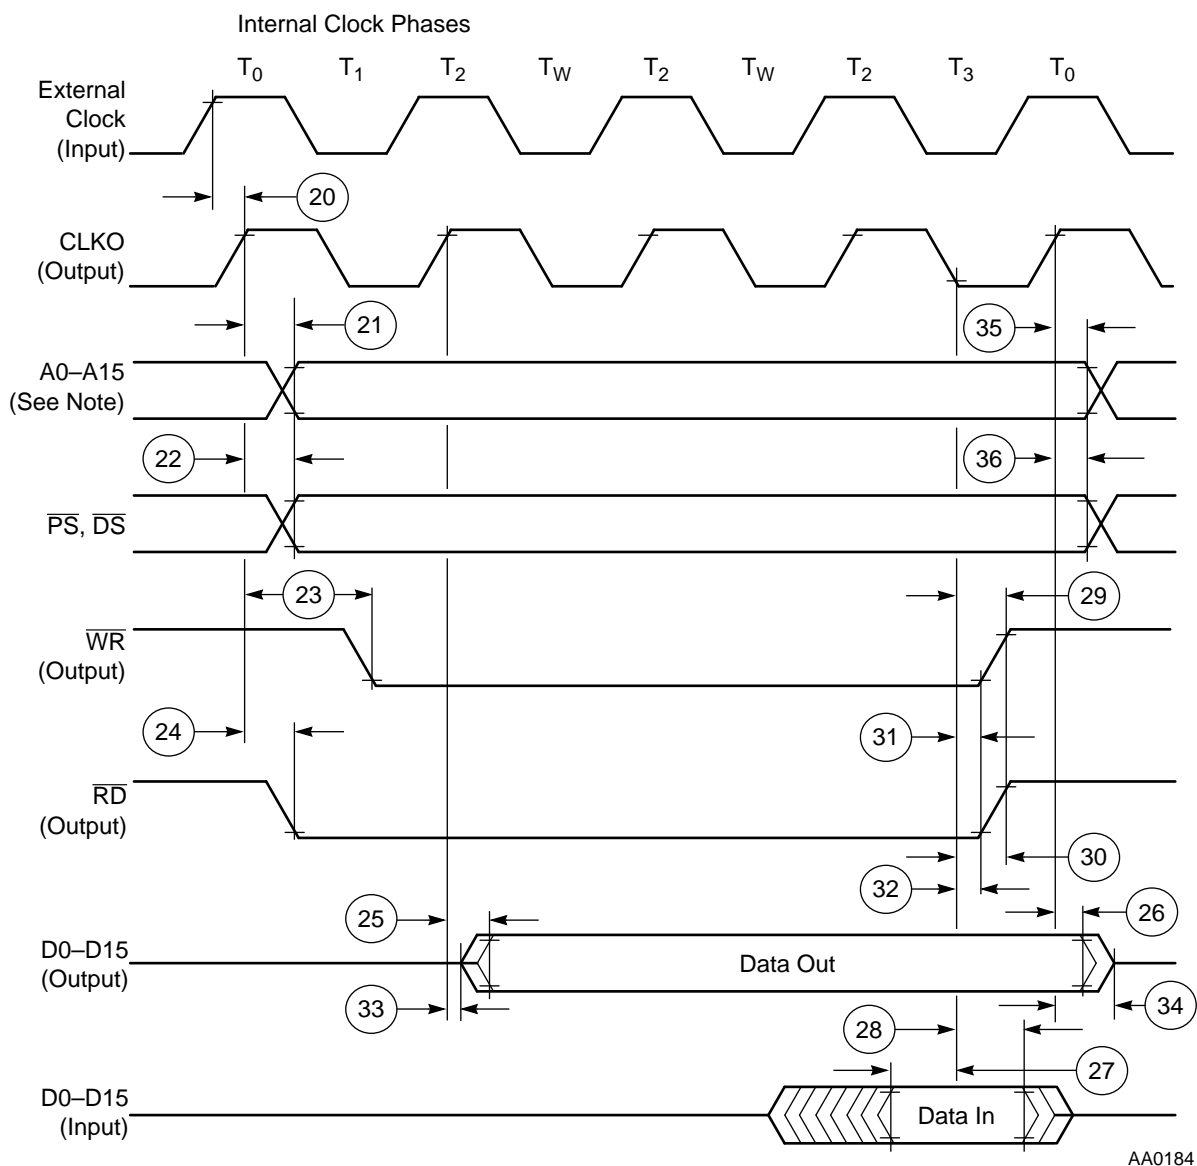 Internal Clock Phases
T0 T1 T2 TW T2 TW T2 T3 T0
External
Clock
(Input)
20
CLKO
(Output)
21
35
A0–A15
(See Note)
22
36
PS, DS
23
29
WR
(Output)
24
31
RD
(Output)
30
32
25
26
D0–D15
(Output)
Data Out
33
34
28
27
D0–D15
(Input)
Data In
AA0184